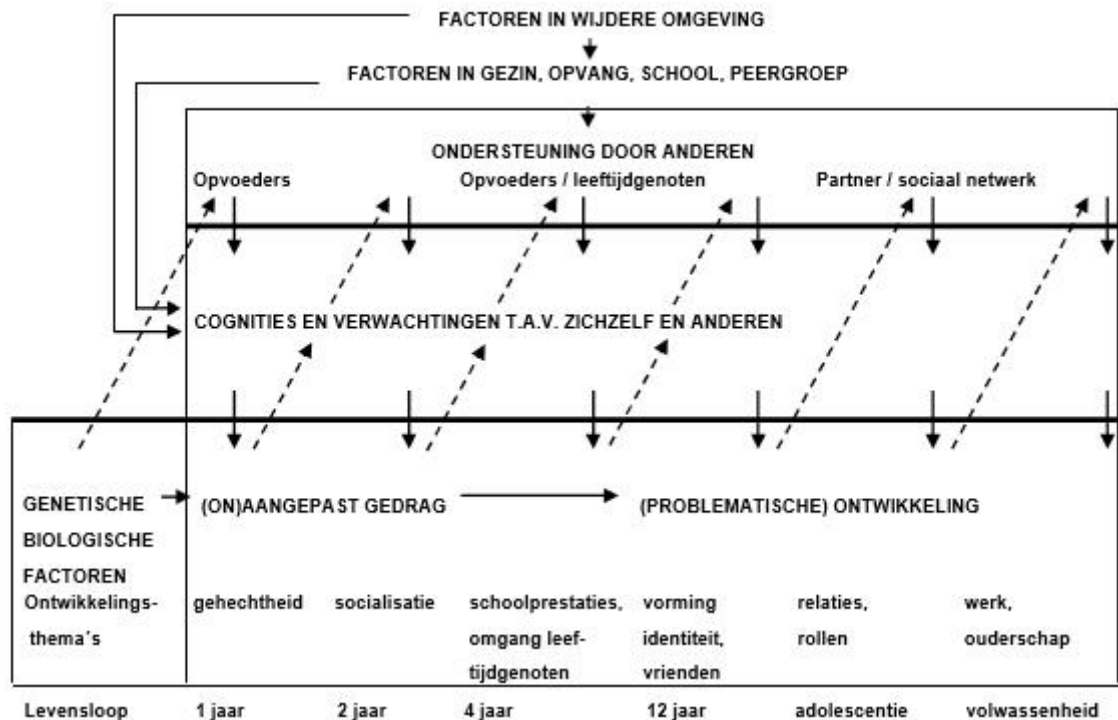 FACTOREN IN WIJDERE OMGEVING
FACTOREN IN GEZIN, OPVANG, SCHOOL, PEERGROEP
ONDERSTEUNING DOOR ANDEREN
Opvoeders Opvoeders / leeftijdgenoten Partner / sociaal netwerk
COGNITIES EN VERWACHTINGEN T.A.V. ZICHZELF EN ANDEREN
GENETISCHE (ON)AANGEPAST GEDRAG (PROBLEMATISCHE) ONTWIKKELING
BIOLOGISCHE
FACTOREN
Ontwikkelings- gehechtheid socialisatie schoolprestaties, vorming relaties, werk,
thema's omgang leef- identiteit, rollen ouderschap
tijdgenoten vrienden
Levensloop 1 jaar 2 jaar 4 jaar 12 jaar adolescentie volwassenheid